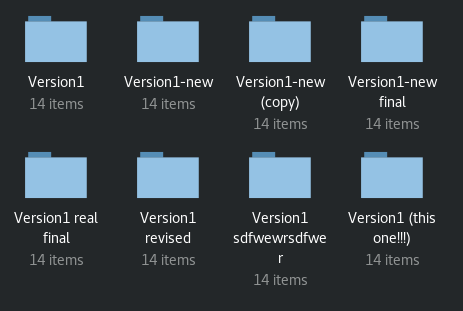 Version1
14 items
Version1-new
14 items
Version1-new
(copy)
14 items
Version1-new
final
14 items
Version1 real
final
14 items
Version1
revised
14 items
Version1
sdfwewrsdfwe
r
14 items
Version1 (this
one!!!)
14 items